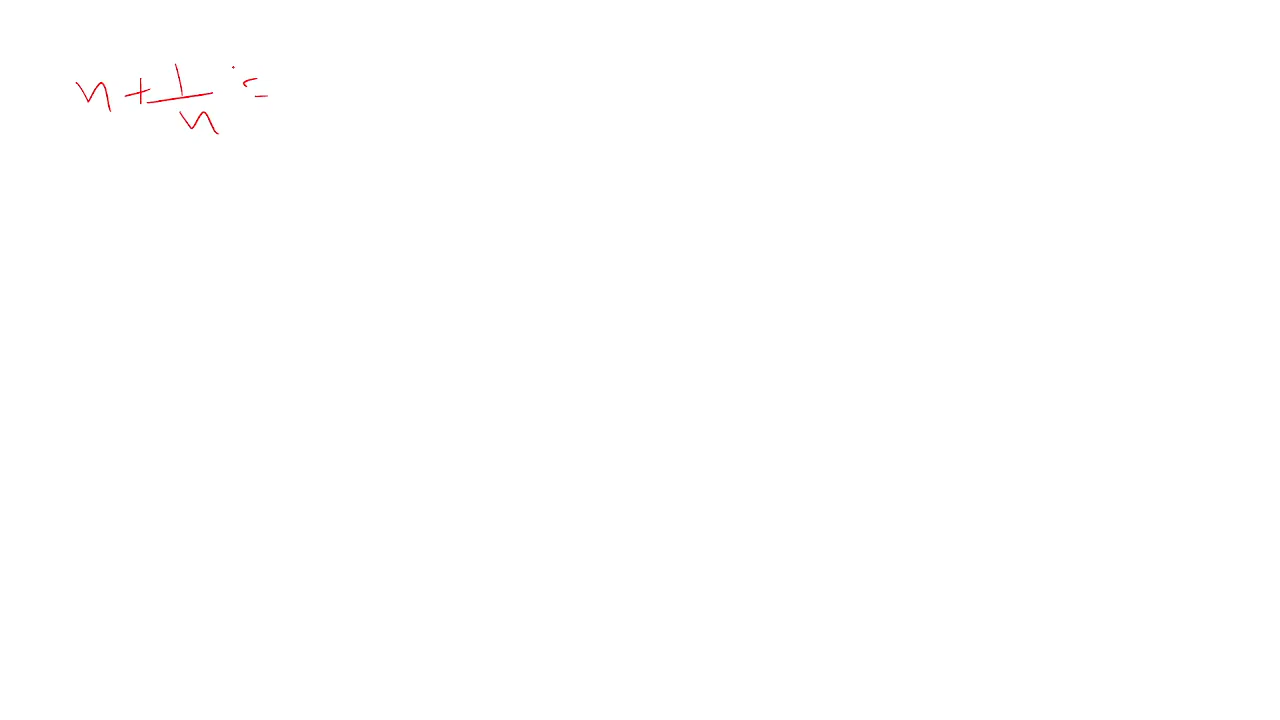 n + 1/n =